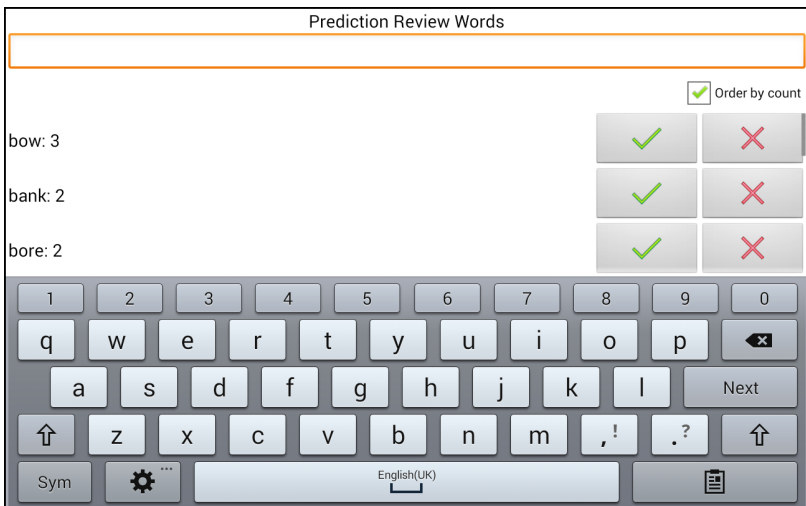 Prediction Review Words
Order by count
bow: 3
bank: 2
bore: 2
1 2 3 4 5 6 7 8 9 0
q w e r t y u i o p
a s d f g h j k l Next
z x c v b n m ,! .?
Sym ... English(UK)